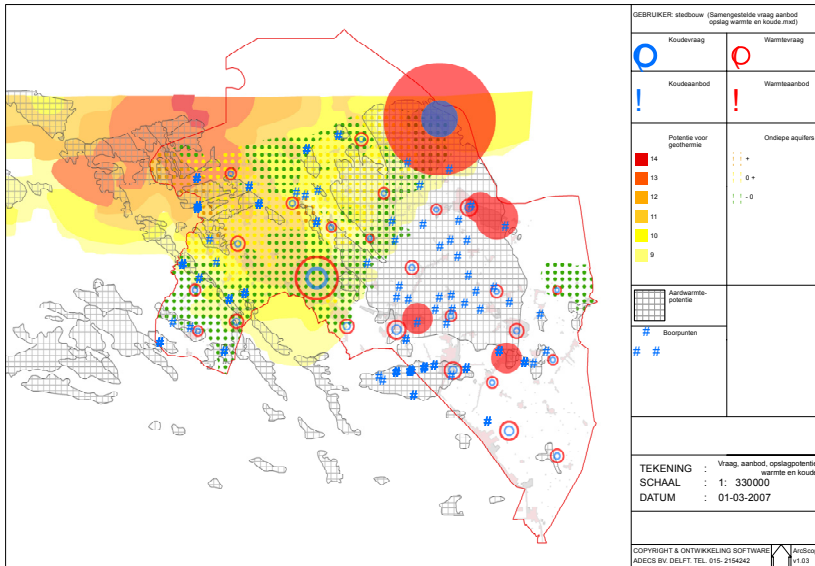 GEBRUIKER: stedbouw (Samengestelde vraag aanbod
opslag warmte en koude.mxd)
Koudevraag
Warmtevraag
Koudeaanbod
Warmteaanbod
Potentie voor
geothermie
Ondiepe aquifers
14
+
13
0 +
12
- 0
11
10
9
Aardwarmte-
potentie
Boorpunten
TEKENING : Vraag, aanbod, opslagpotentie
warmte en koude
SCHAAL : 1: 330000
DATUM : 01-03-2007
COPYRIGHT & ONTWIKKELING SOFTWARE
ADECS BV. DELFT. TEL. 015- 2154242
ArcScop
v1.03